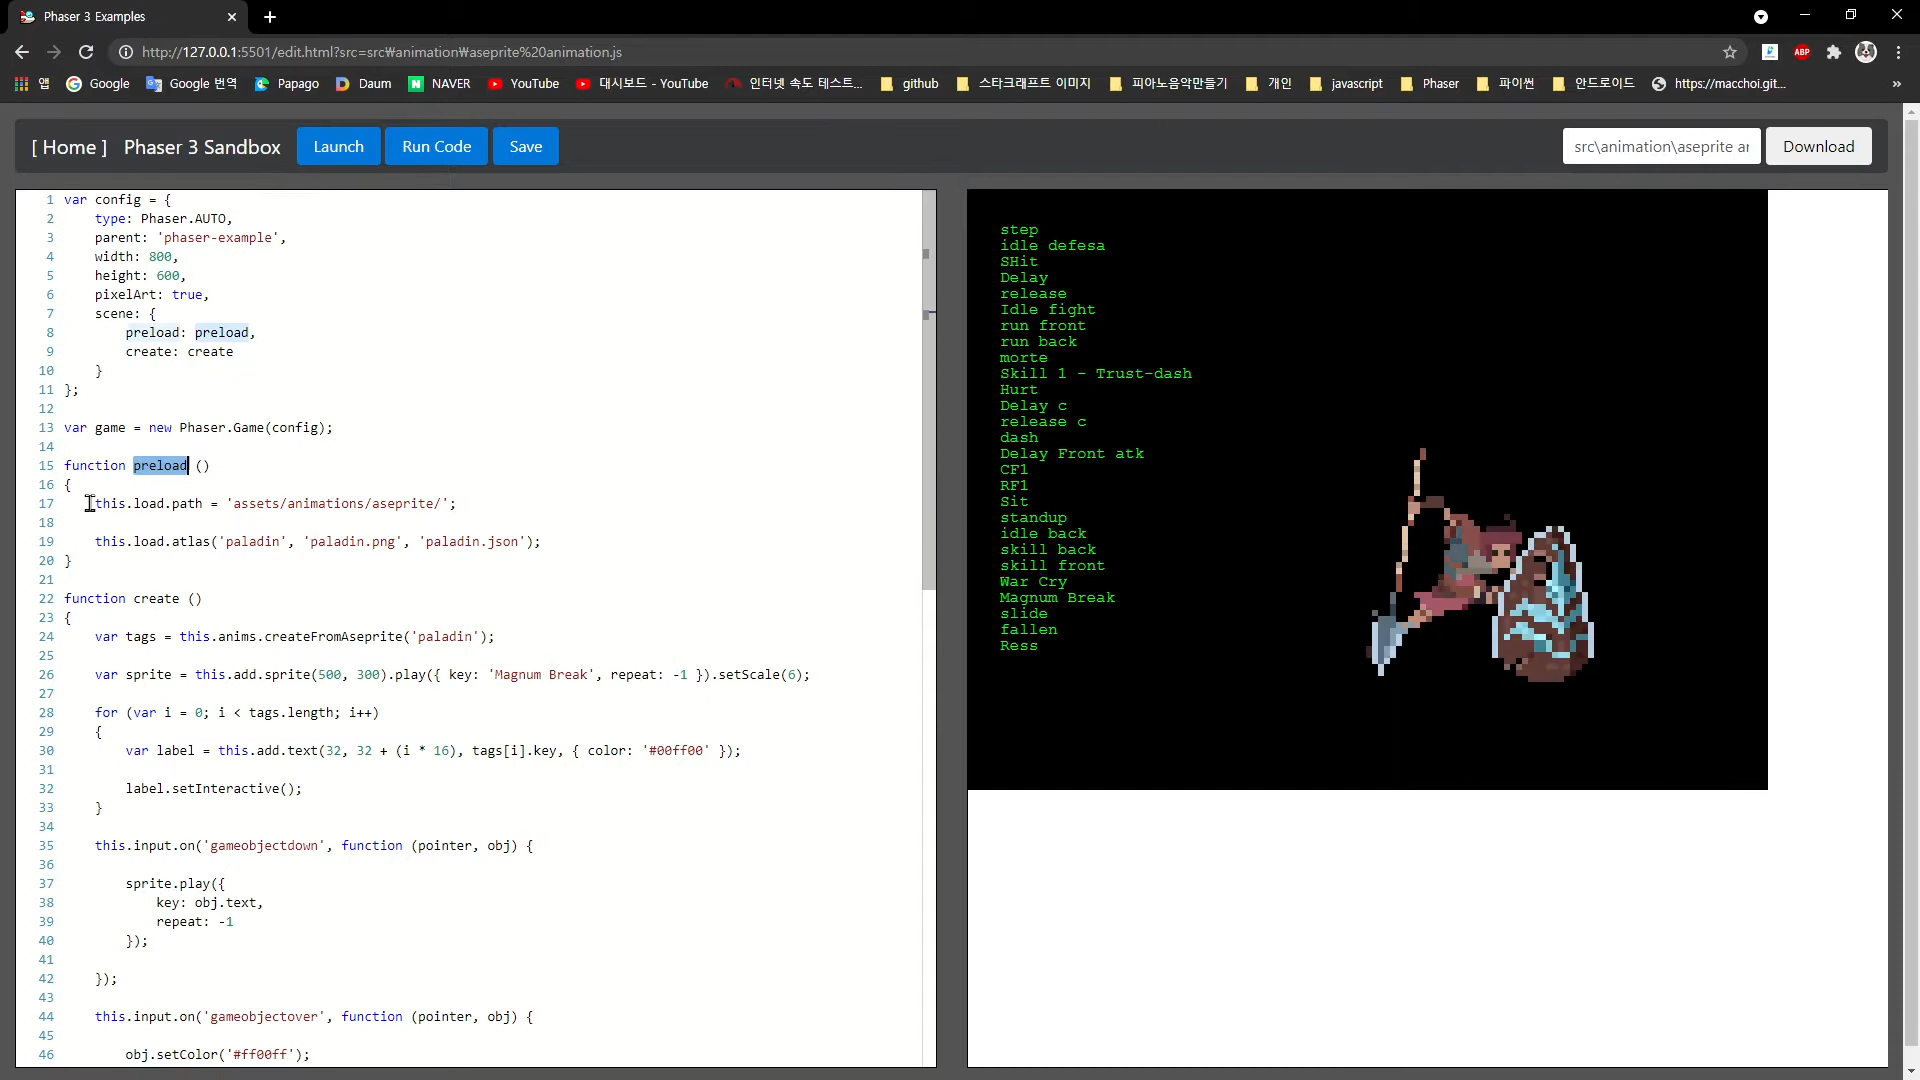 Phaser 3 Examples
http://127.0.0.1:5501/edit.html?src=src₩animation₩aseprite%20animation.js
앱 Google Google 번역 Papago Daum NAVER YouTube 대시보드 - YouTube 인터넷 속도 테스트... github 스타크래프트 이미지 피아노음악만들기 개인 javascript Phaser 파이썬 안드로이드 https://macchoi.git... »
[ Home ] Phaser 3 Sandbox Launch Run Code Save src\animation\aseprite ar Download
1 var config = {
2 type: Phaser.AUTO,
3 parent: 'phaser-example',
4 width: 800,
5 height: 600,
6 pixelArt: true,
7 scene: {
8 preload: preload,
9 create: create
10 }
11 };
12
13 var game = new Phaser.Game(config);
14
15 function preload ()
16 {
17 this.load.path = 'assets/animations/aseprite/';
18
19 this.load.atlas('paladin', 'paladin.png', 'paladin.json');
20 }
21
22 function create ()
23 {
24 var tags = this.anims.createFromAseprite('paladin');
25
26 var sprite = this.add.sprite(500, 300).play({ key: 'Magnum Break', repeat: -1 }).setScale(6);
27
28 for (var i = 0; i < tags.length; i++)
29 {
30 var label = this.add.text(32, 32 + (i * 16), tags[i].key, { color: '#00ff00' });
31
32 label.setInteractive();
33 }
34
35 this.input.on('gameobjectdown', function (pointer, obj) {
36
37 sprite.play({
38 key: obj.text,
39 repeat: -1
40 });
41
42 });
43
44 this.input.on('gameobjectover', function (pointer, obj) {
45
46 obj.setColor('#ff00ff');
step
idle defesa
SHit
Delay
release
Idle fight
run front
run back
morte
Skill 1 - Trust-dash
Hurt
Delay c
release c
dash
Delay Front atk
CF1
RF1
Sit
standup
idle back
skill back
skill front
War Cry
Magnum Break
slide
fallen
Ress